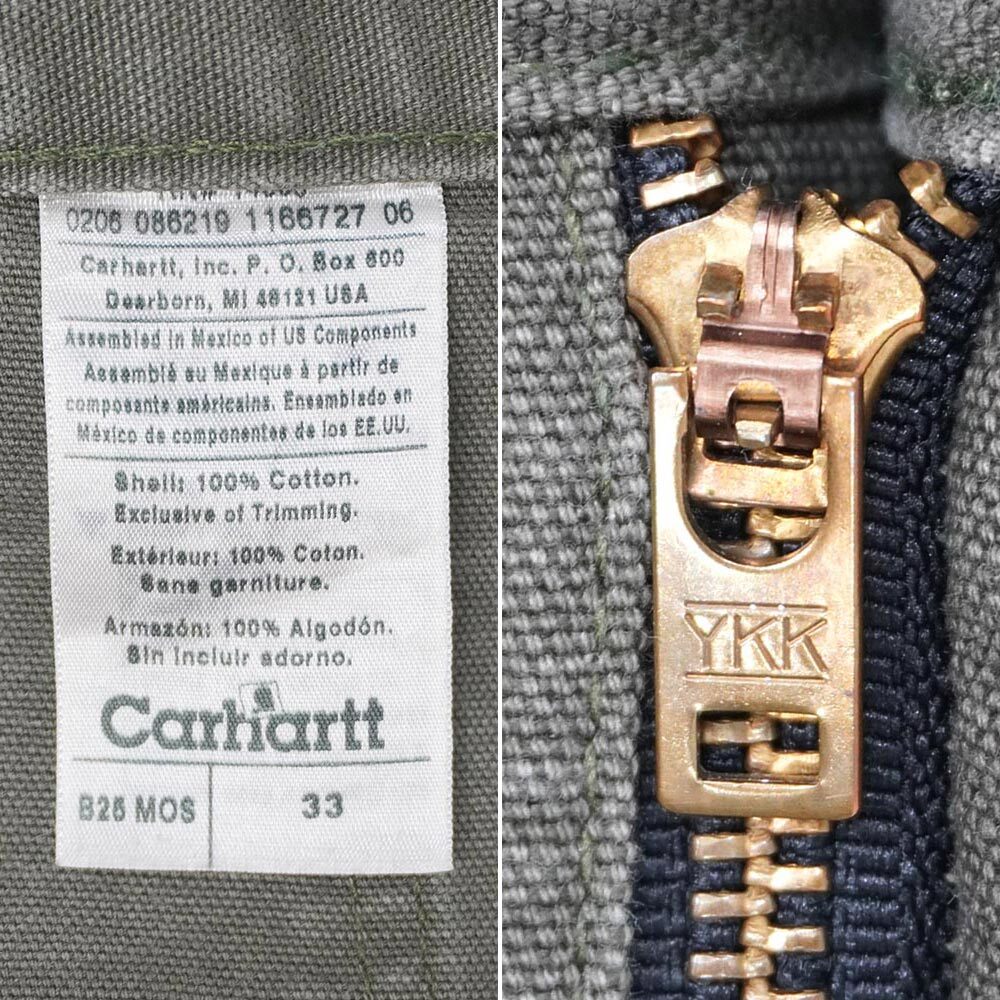 0206 086219 1166727 06
Carhartt, Inc. P. O. Box 600
Dearborn, MI 48121 USA
Assembled in Mexico of US Components
Assemblé au Mexique à partir de
composants américains. Ensamblado en
México de componentes de los EE.UU.
Shell: 100% Cotton.
Exclusive of Trimming.
Extérieur: 100% Coton.
Sans garniture.
Armazón: 100% Algodón.
Sin incluir adorno.
Carhartt
B25 MOS
33
YKK